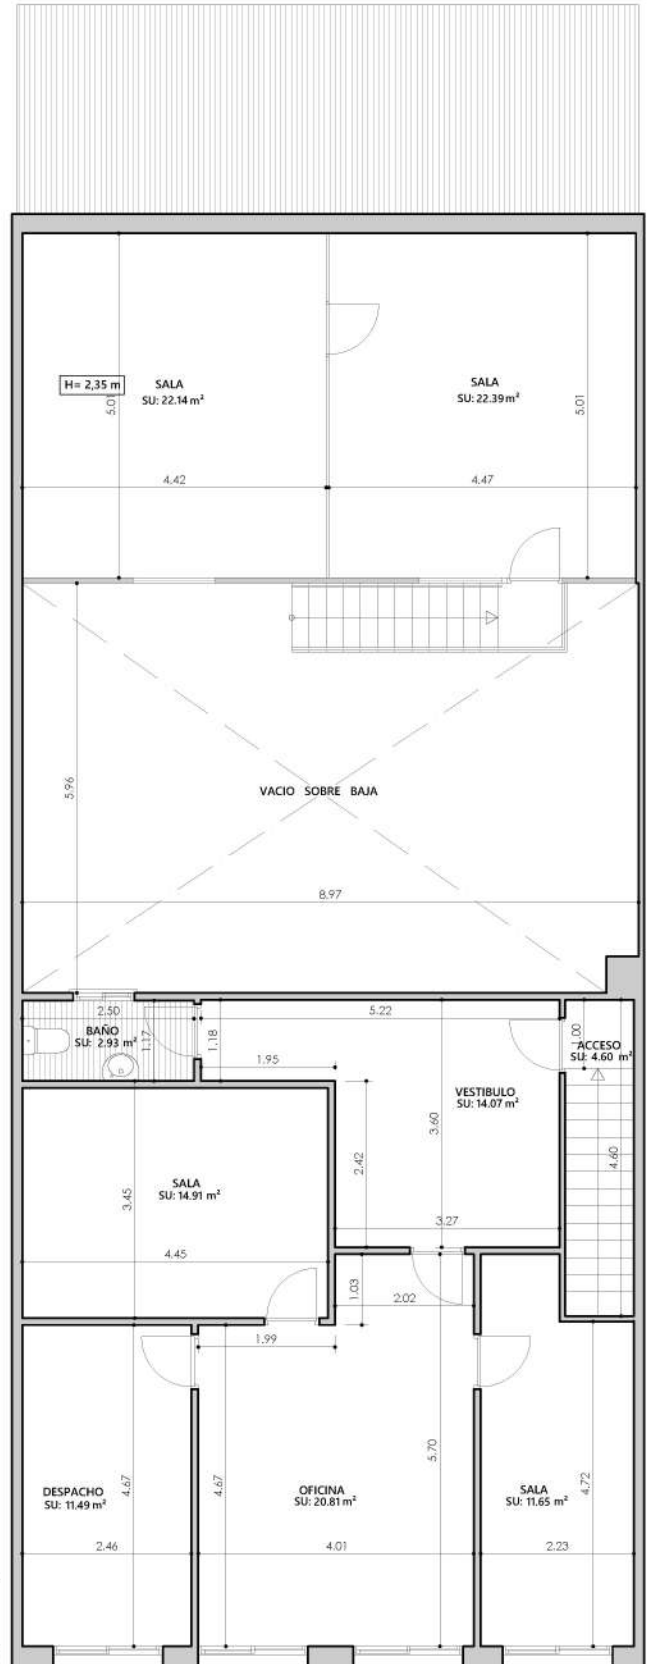 H= 2,35 m
SALA
SU: 22.14 m²
5.01
4.42
SALA
SU: 22.39 m²
5.01
4.47
5.96
VACIO SOBRE BAJA
8.97
2.50
BAÑO
SU: 2.93 m²
1.17
1.18
1.95
5.22
1.00
ACCESO
SU: 4.60 m²
VESTIBULO
SU: 14.07 m²
3.60
2.42
4.60
3.27
SALA
SU: 14.91 m²
3.45
4.45
1.03
2.02
1.99
DESPACHO
SU: 11.49 m²
4.67
2.46
4.67
OFICINA
SU: 20.81 m²
5.70
4.01
SALA
SU: 11.65 m²
4.72
2.23